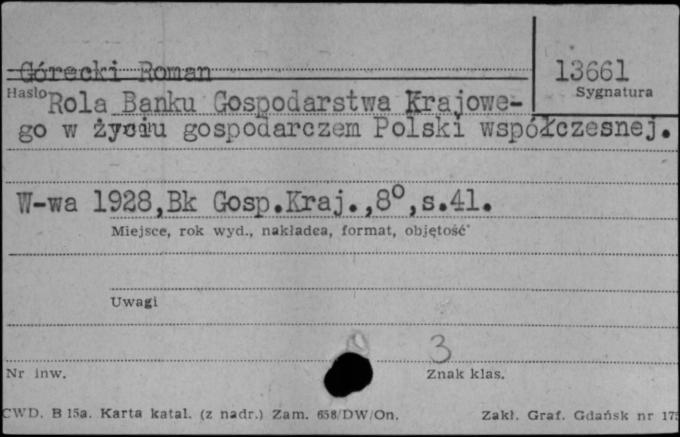 Górecki Roman
13661
Hasło
Sygnatura
Rola Banku Gospodarstwa Krajowe-
go w życiu gospodarczem Polski współczesnej.
W-wa 1928,Bk Gosp.Kraj.,8°,s.41.
Miejsce, rok wyd., nakładca, format, objętość
Uwagi
3
Nr inw.
Znak klas.
CWD. B 15a. Karta katal. (z nadr.) Zam. 658/DW/On.
Zakł. Graf. Gdańsk nr 175